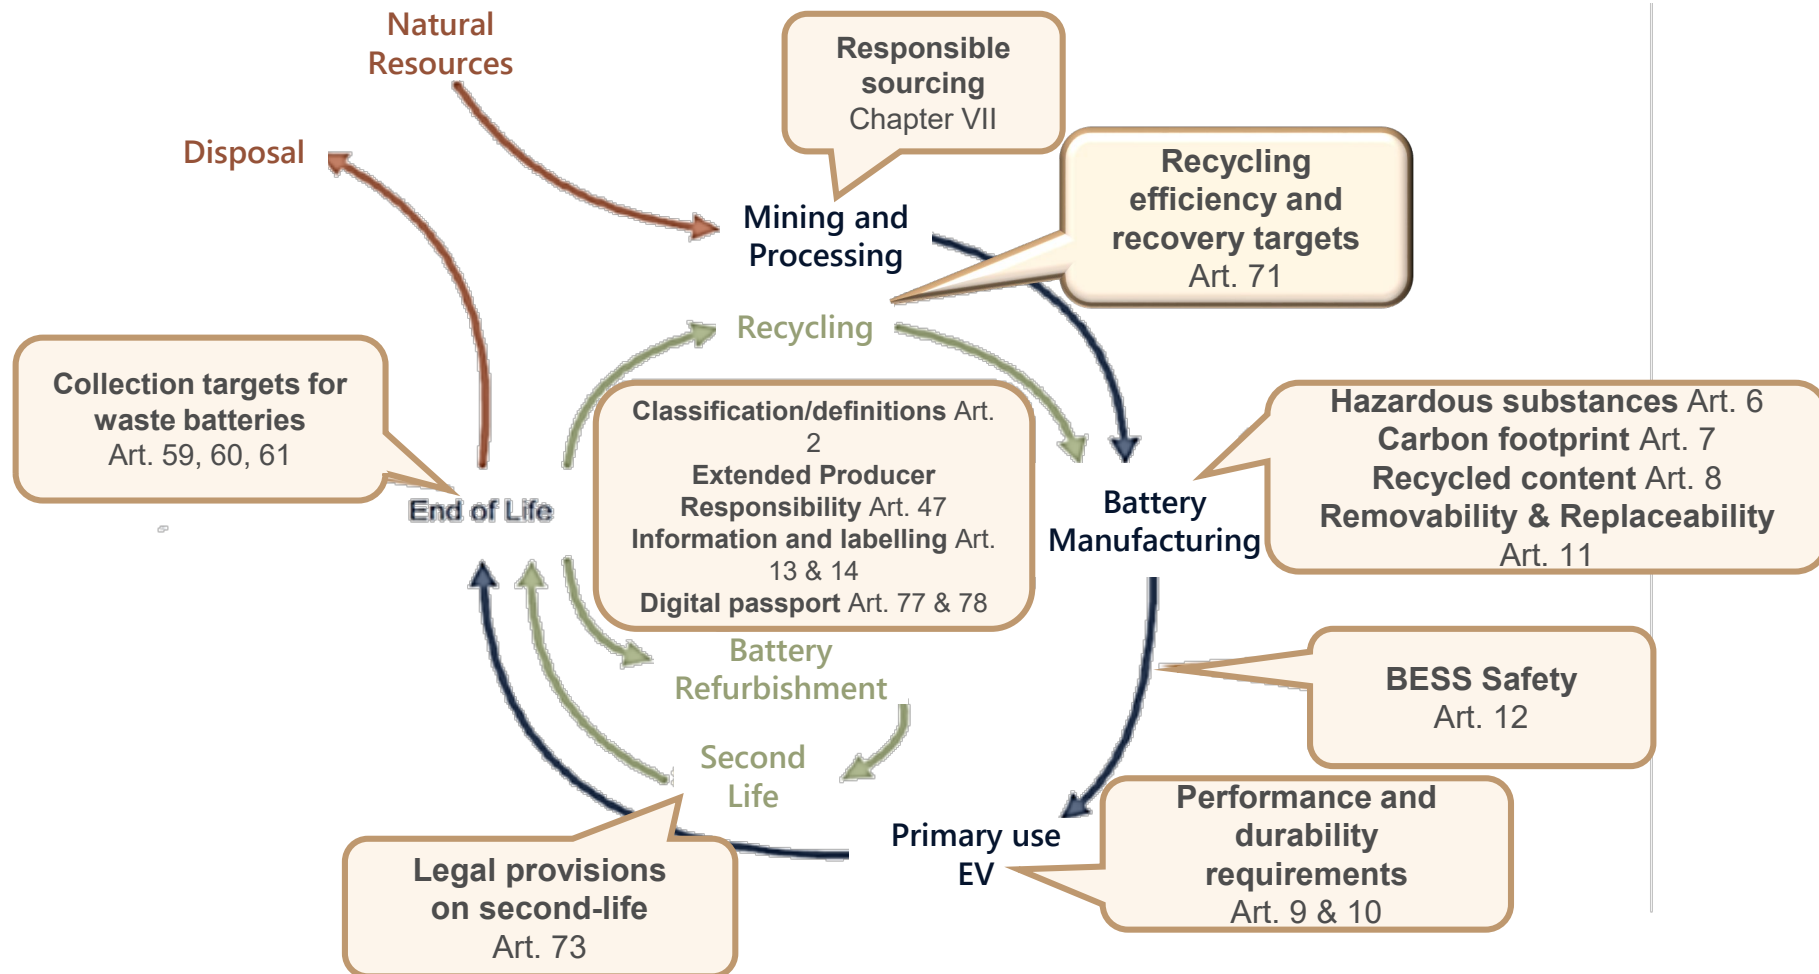 Natural
Resources
Responsible
sourcing
Chapter VII
Disposal
Recycling
efficiency and
recovery targets
Art. 71
Mining and
Processing
Recycling
Collection targets for
waste batteries
Art. 59, 60, 61
Classification/definitions Art.
2
Extended Producer
Responsibility Art. 47
Information and labelling Art.
13 & 14
Digital passport Art. 77 & 78
Hazardous substances Art. 6
Carbon footprint Art. 7
Recycled content Art. 8
Removability & Replaceability
Art. 11
End of Life
Battery
Manufacturing
Battery
Refurbishment
BESS Safety
Art. 12
Second
Life
Primary use
EV
Performance and
durability
requirements
Art. 9 & 10
Legal provisions
on second-life
Art. 73